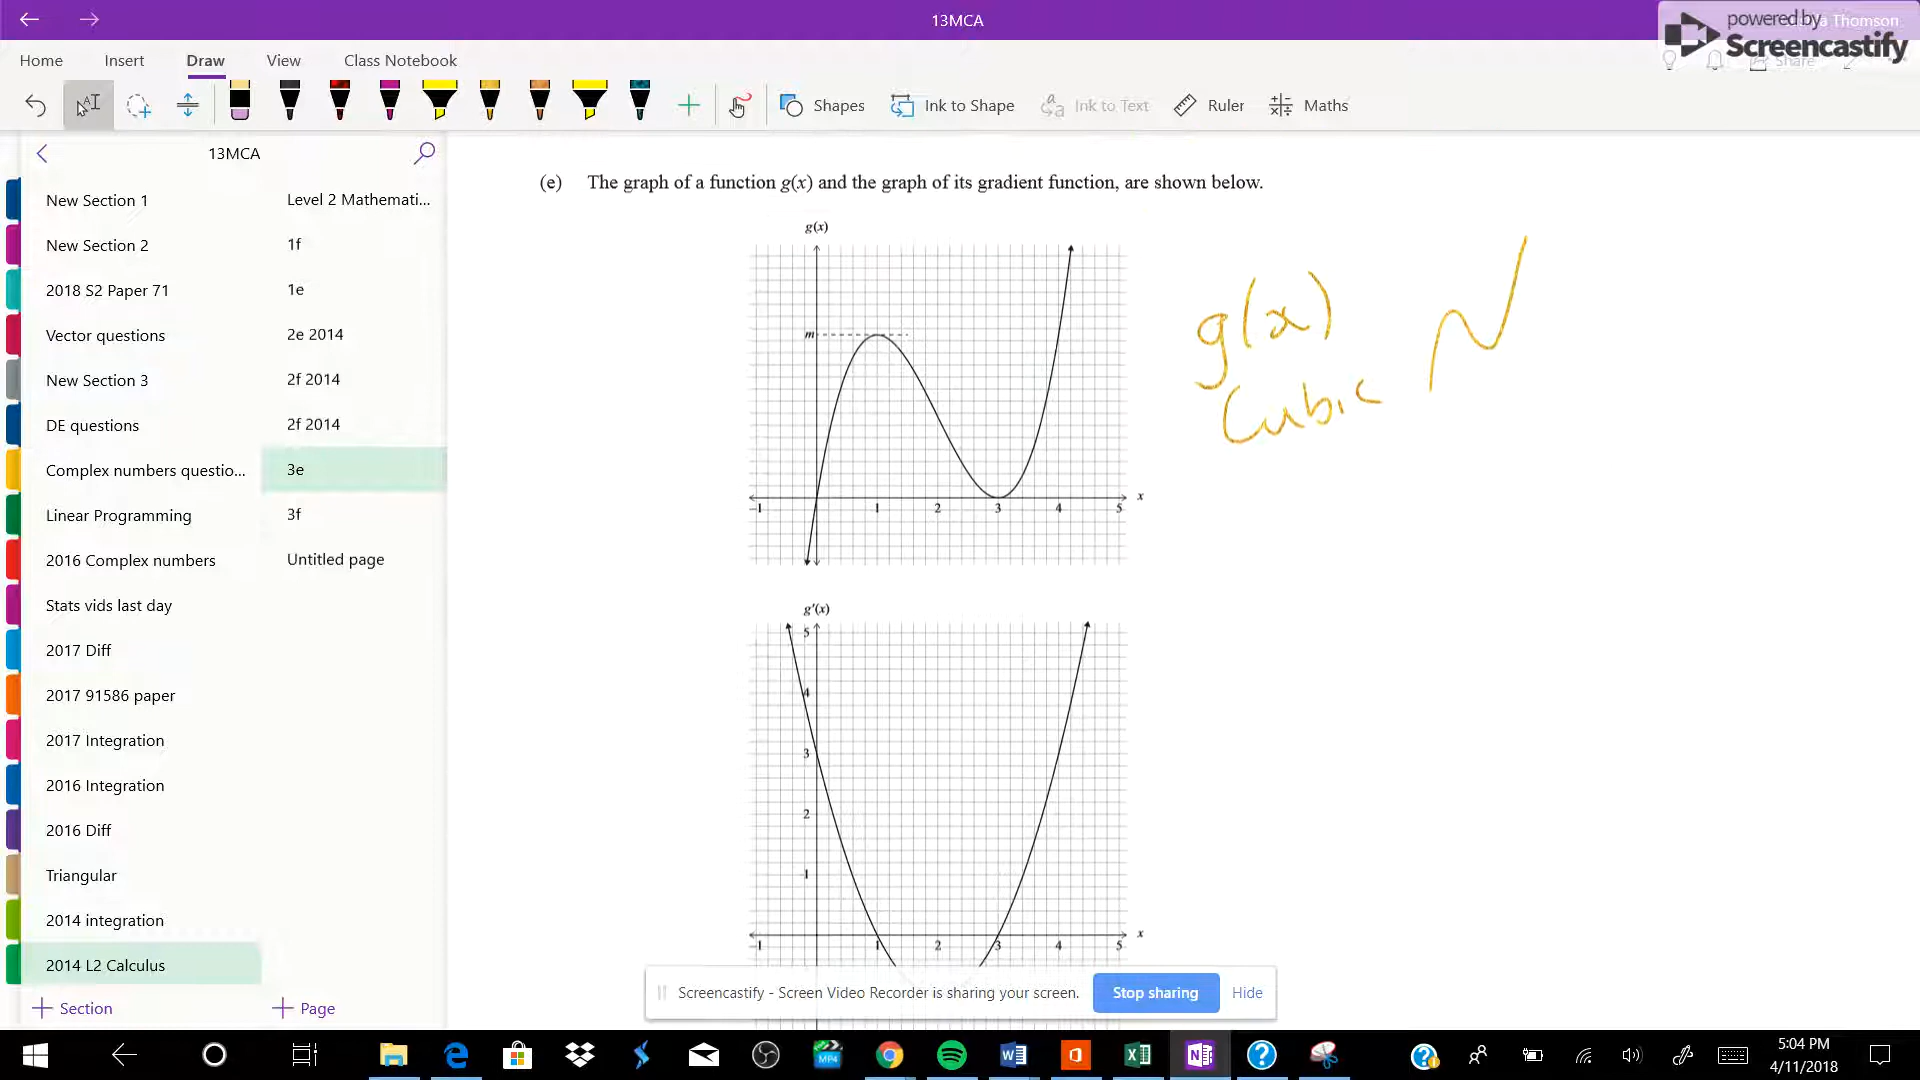 13MCA
Thomson
powered by
Screencastify
Home Insert Draw View Class Notebook
Share
Shapes Ink to Shape Ink to Text Ruler Maths
13MCA
New Section 1
New Section 2
2018 S2 Paper 71
Vector questions
New Section 3
DE questions
Complex numbers questio...
Linear Programming
2016 Complex numbers
Stats vids last day
2017 Diff
2017 91586 paper
2017 Integration
2016 Integration
2016 Diff
Triangular
2014 integration
2014 L2 Calculus
+ Section
Level 2 Mathemati...
1f
1e
2e 2014
2f 2014
2f 2014
3e
3f
Untitled page
+ Page
(e) The graph of a function g(x) and the graph of its gradient function, are shown below.
g(x)
m
–1 1 2 3 4 5 x
g(x)
Cubic
g′(x)
5
4
3
2
1
–1 1 2 3 4 5 x
Screencastify - Screen Video Recorder is sharing your screen. Stop sharing Hide
MP4
5:04 PM
4/11/2018